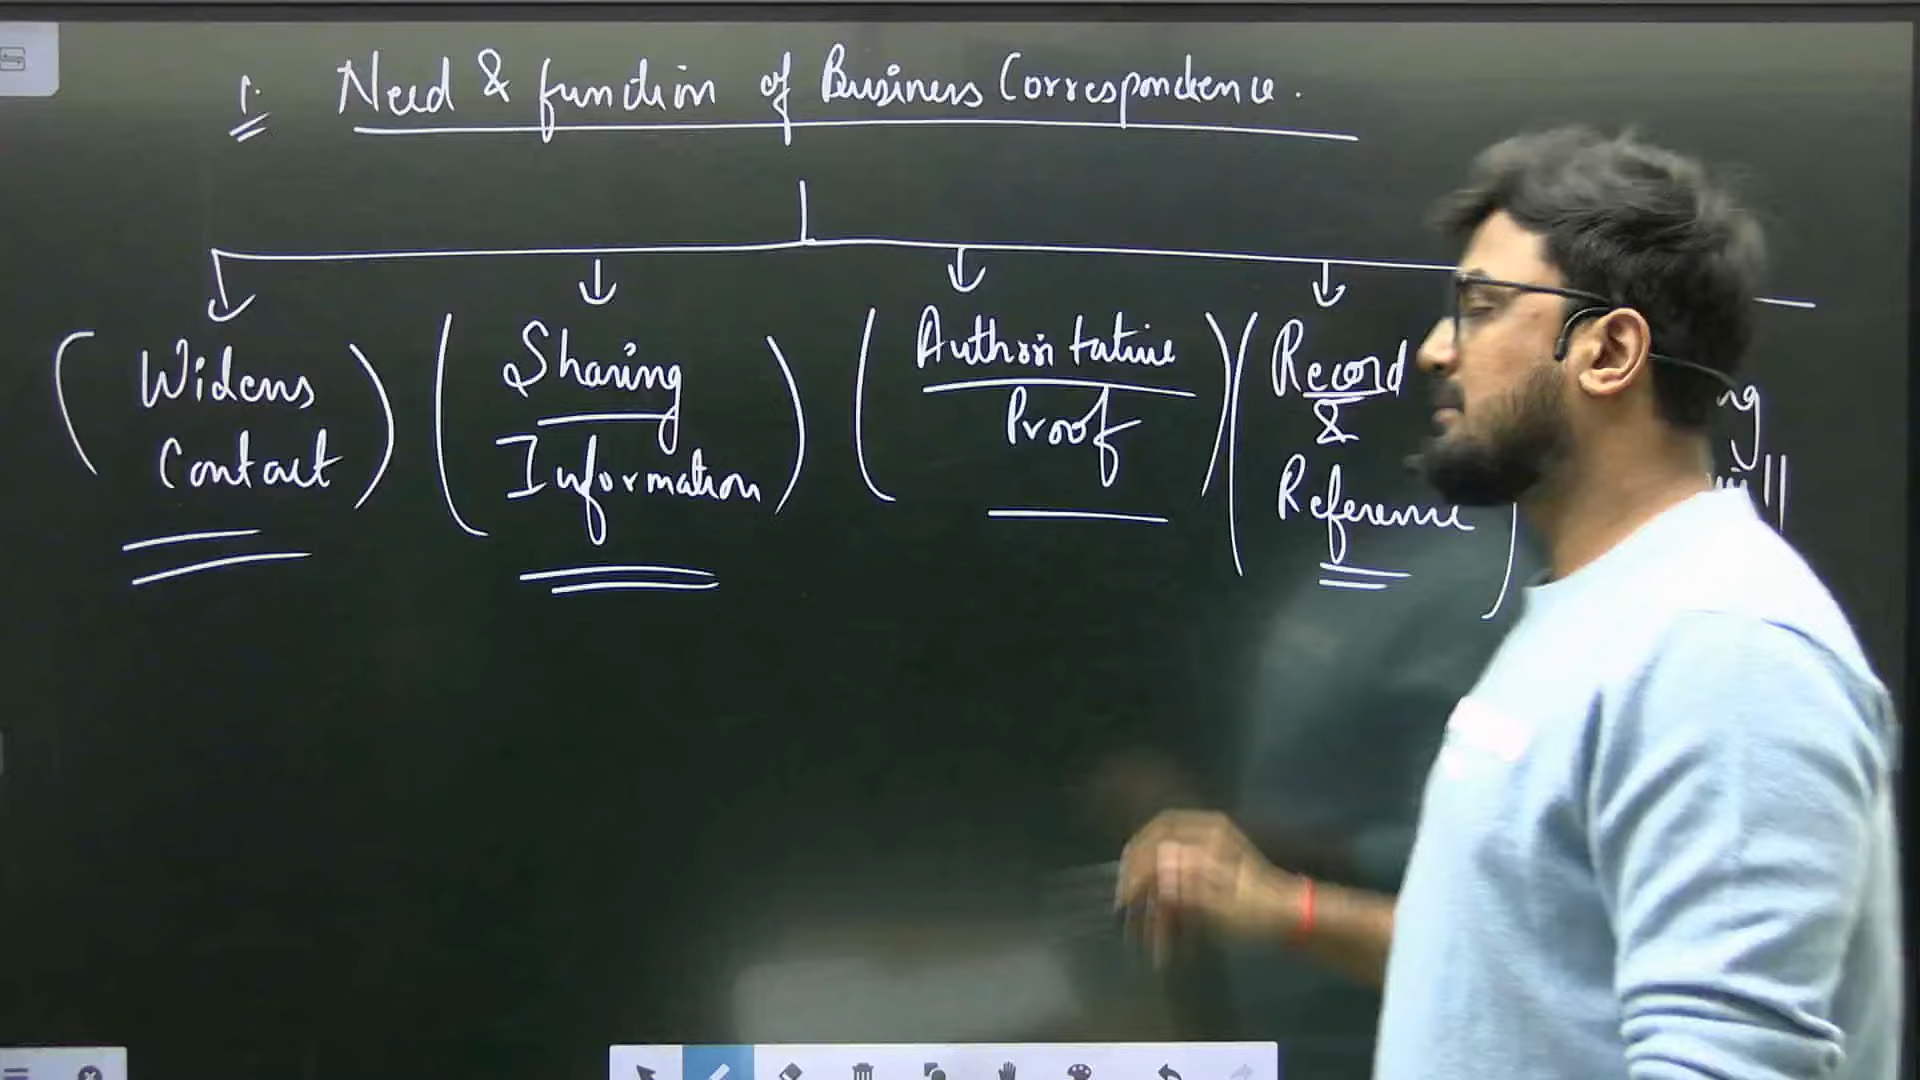 1. Need & function of Business Correspondence.
Widens
Contact
Sharing
Information
Authoritative
Proof
Record
&
Reference